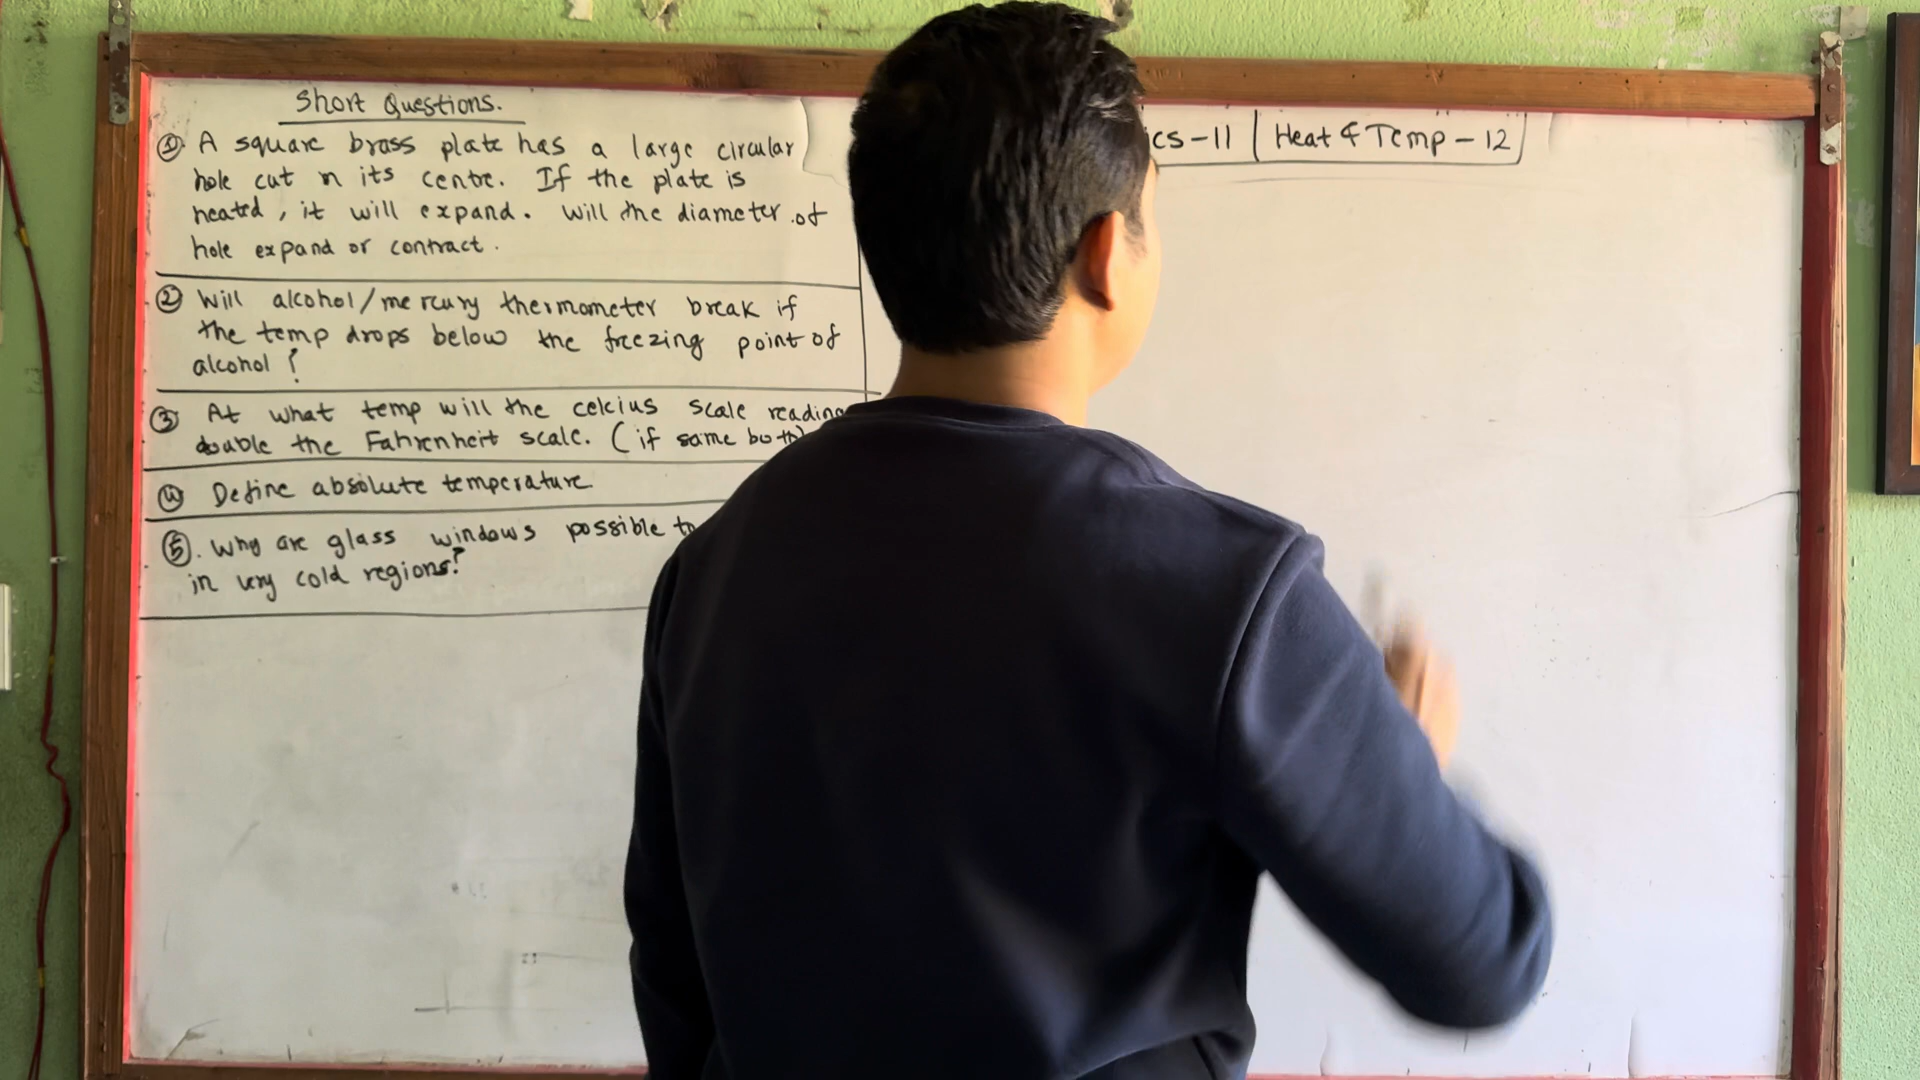 Short Questions.
① A square brass plate has a large circular
hole cut in its centre. If the plate is
heated, it will expand. Will the diameter of
hole expand or contract.
② Will alcohol/mercury thermometer break if
the temp drops below the freezing point of
alcohol?
③ At what temp will the celcius scale reading
double the Fahrenheit scale. (if same both)
④ Define absolute temperature
⑤. Why are glass windows possible to
in very cold regions?
ics-11 | Heat & Temp - 12